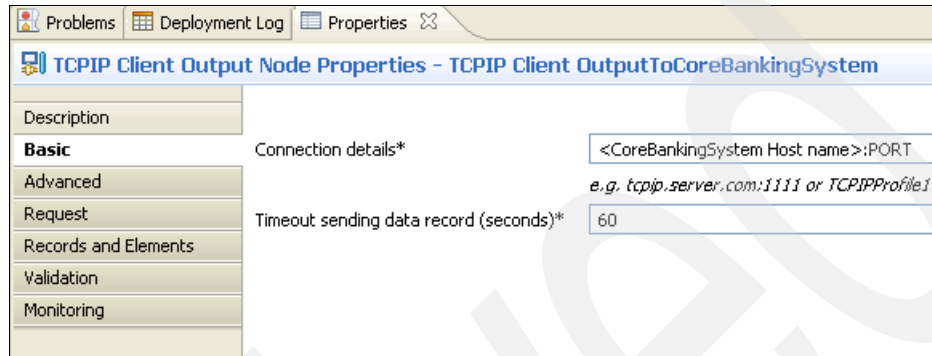 Problems Deployment Log Properties
TCPIP Client Output Node Properties - TCPIP Client OutputToCoreBankingSystem
Description
Basic
Connection details*
<CoreBankingSystem Host name>:PORT
Advanced
e.g. tcpip.server.com:1111 or TCPIPProfile1
Request
Timeout sending data record (seconds)*
60
Records and Elements
Validation
Monitoring